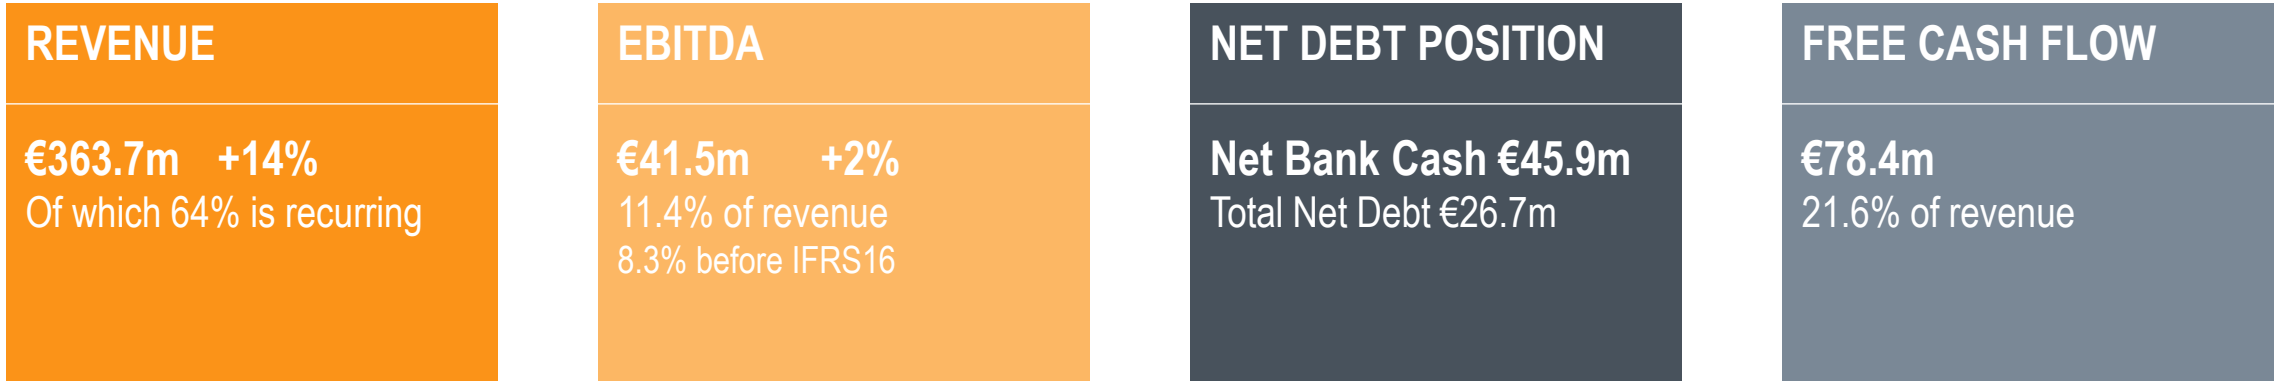 REVENUE
€363.7m +14%
Of which 64% is recurring
EBITDA
€41.5m +2%
11.4% of revenue
8.3% before IFRS16
NET DEBT POSITION
Net Bank Cash €45.9m
Total Net Debt €26.7m
FREE CASH FLOW
€78.4m
21.6% of revenue